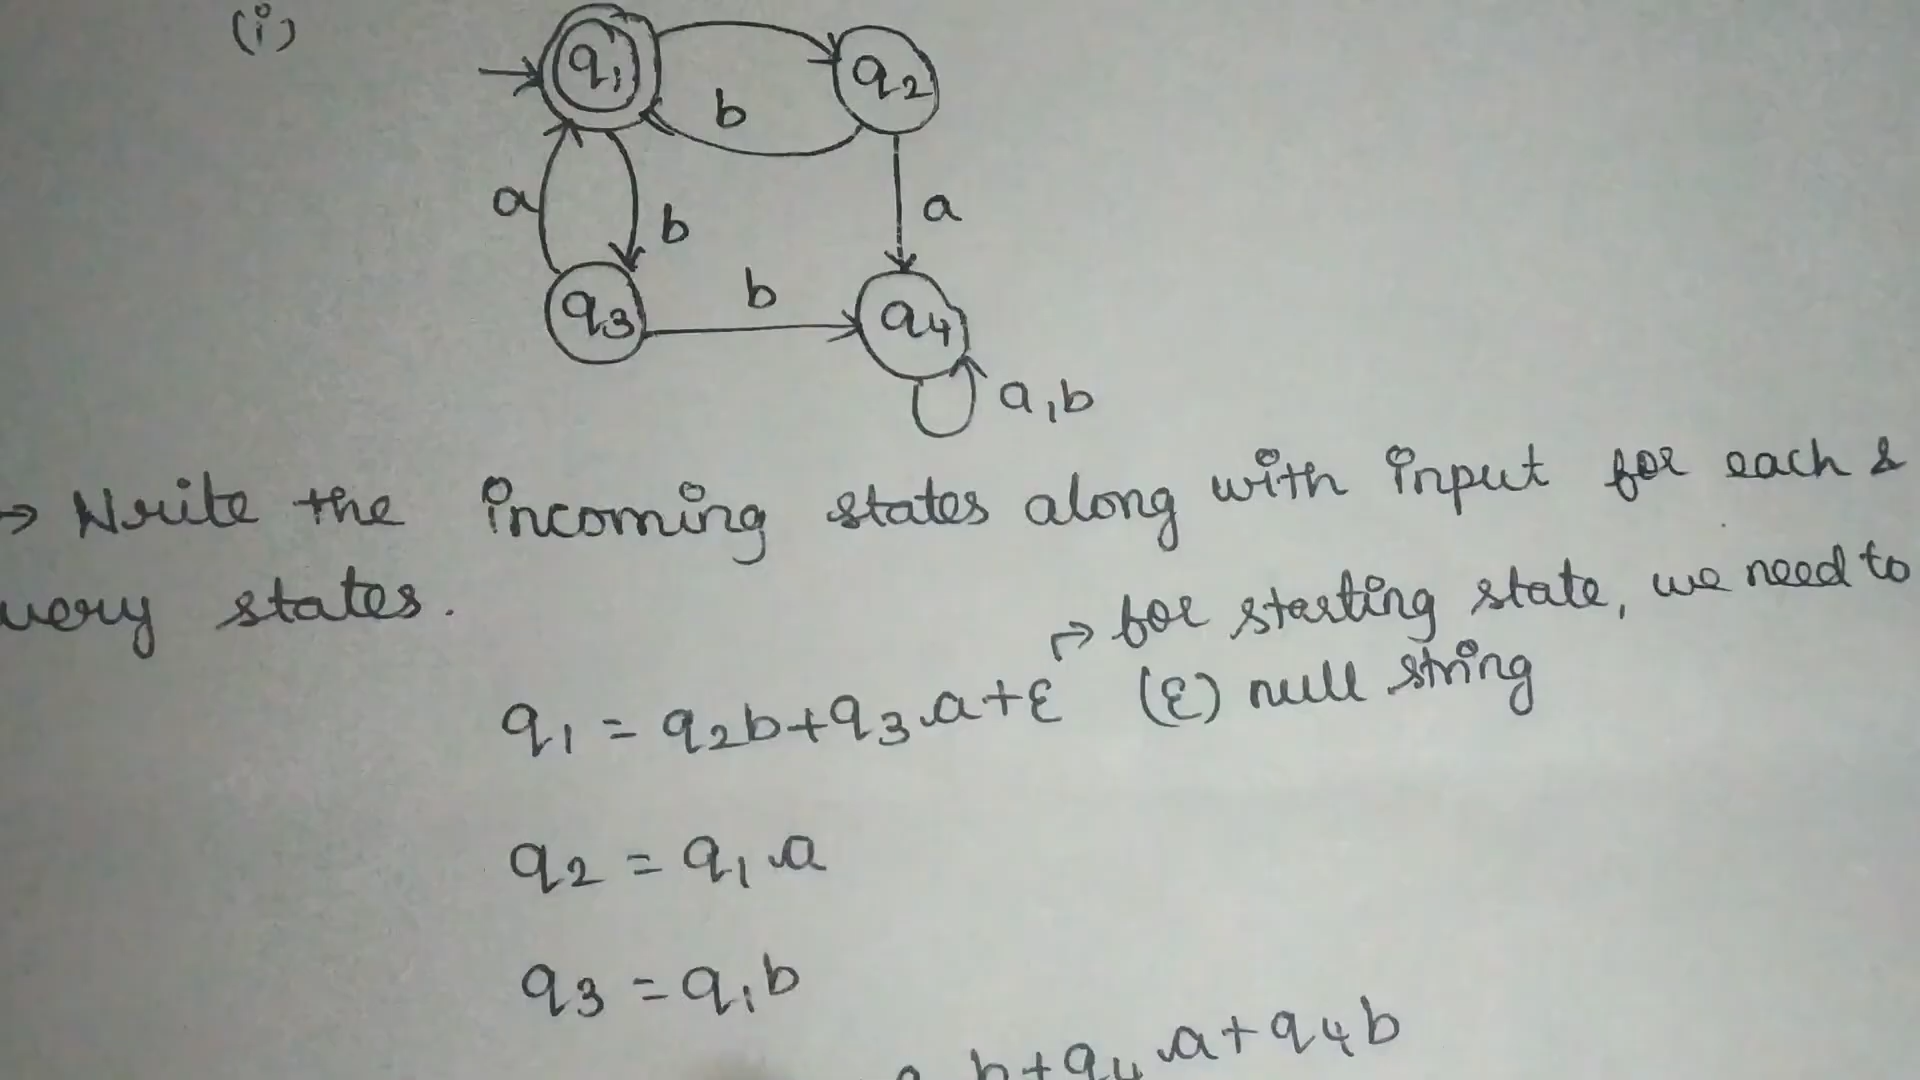 (i)
q1 q2
b
a b a
q3 b q4
a,b
→ Write the incoming states along with input for each &
very states.
→ for starting state, we need to
q1 = q2b+q3a+ε (ε) null string
q2 = q1a
q3 = q1b
b+q4a+q4b